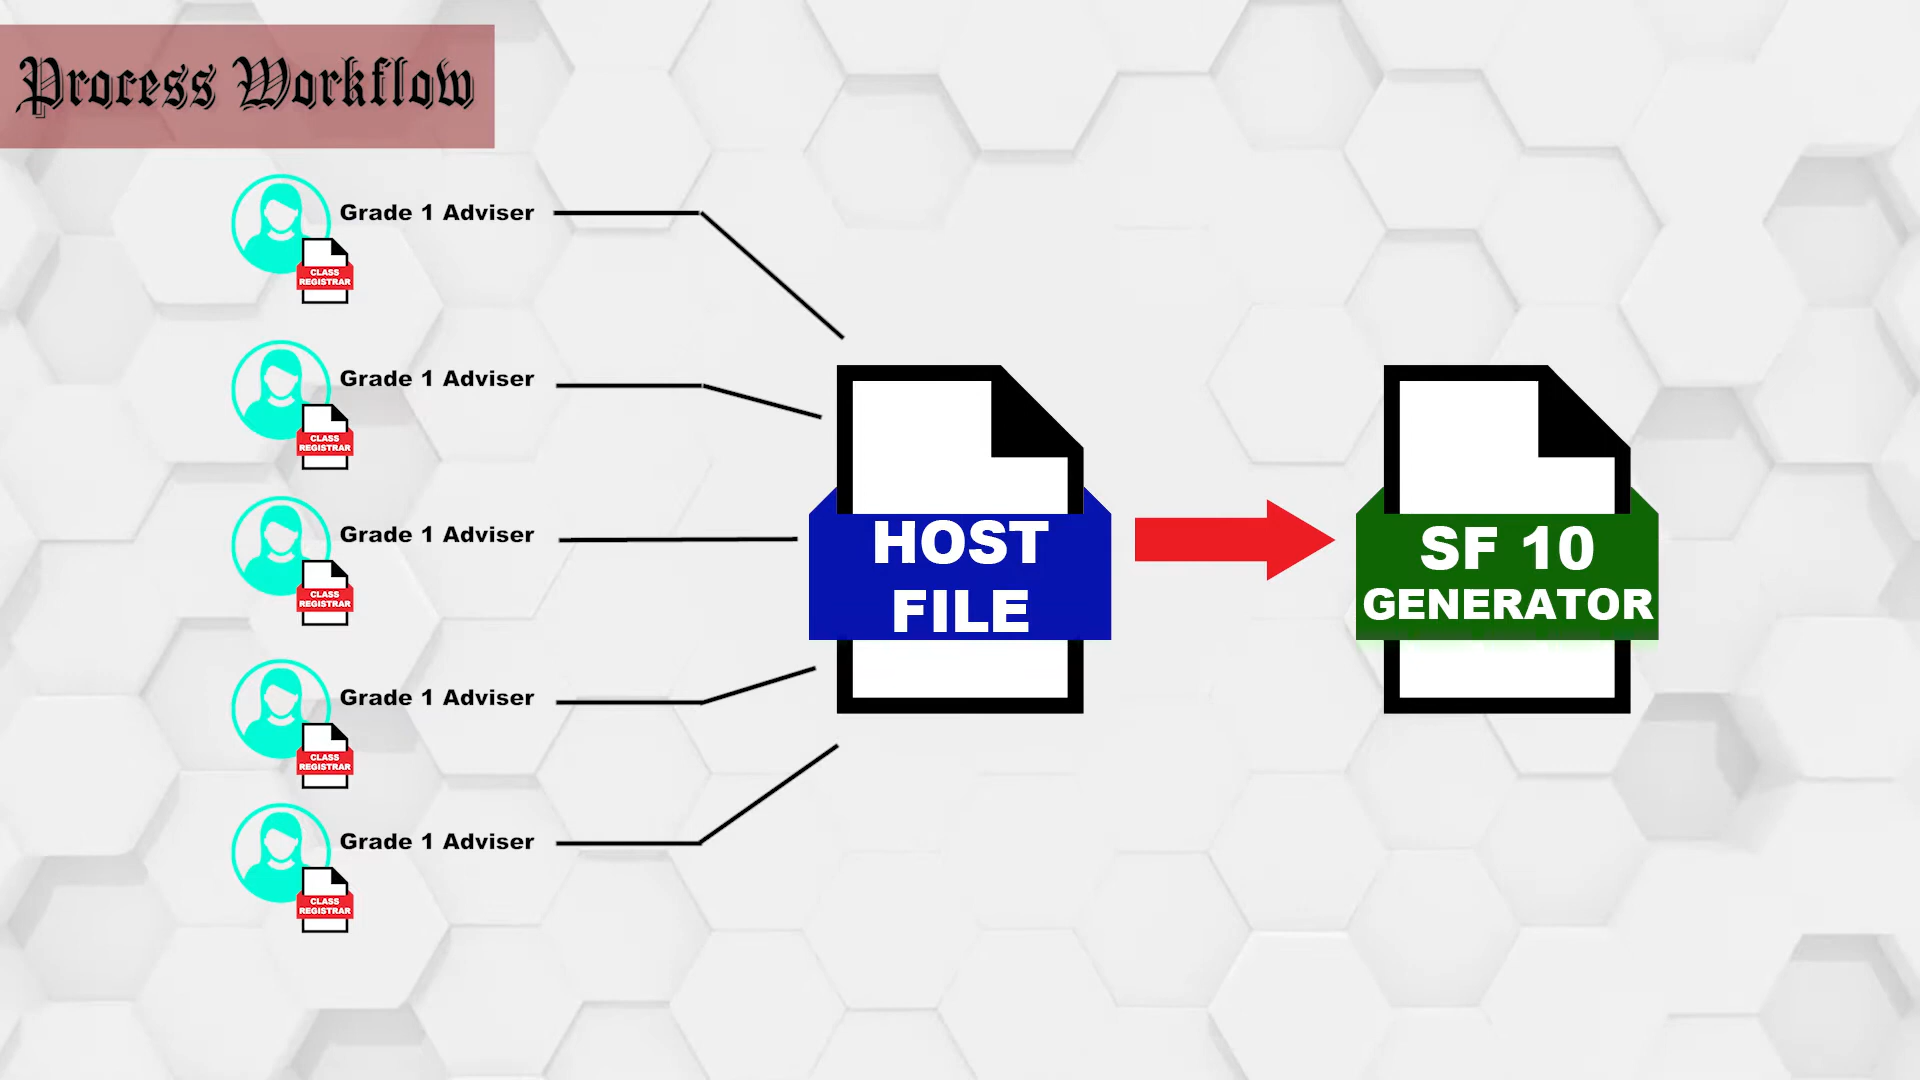 Process Workflow
Grade 1 Adviser
CLASS
REGISTRAR
Grade 1 Adviser
CLASS
REGISTRAR
Grade 1 Adviser
CLASS
REGISTRAR
Grade 1 Adviser
CLASS
REGISTRAR
Grade 1 Adviser
CLASS
REGISTRAR
HOST
FILE
SF 10
GENERATOR